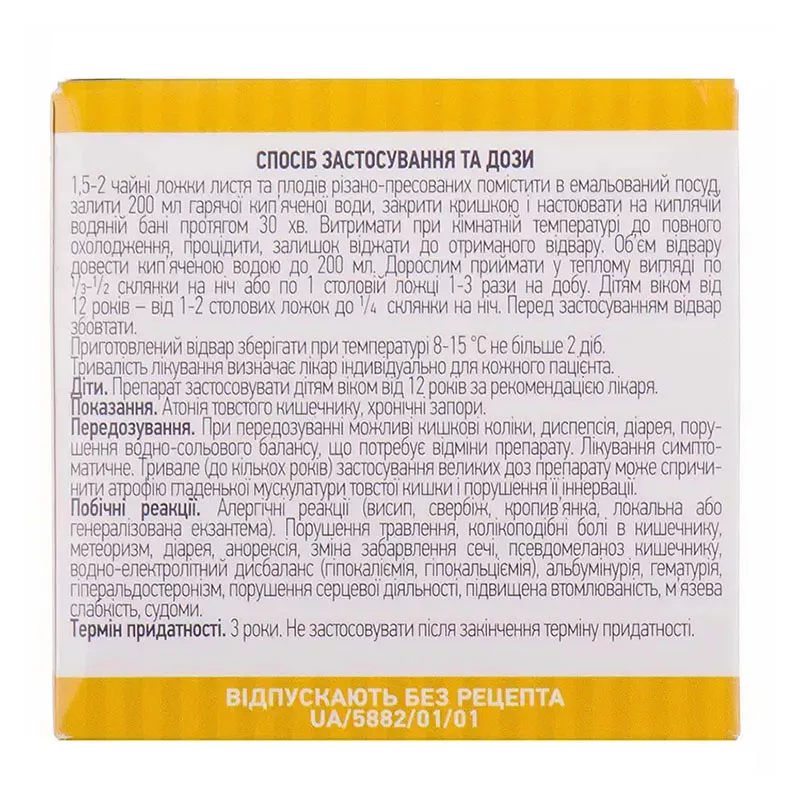 СПОСІБ ЗАСТОСУВАННЯ ТА ДОЗИ
1,5-2 чайні ложки листя та плодів різано-пресованих помістити в емальований посуд,
залити 200 мл гарячої кип'яченої води, закрити кришкою і настоювати на киплячій
водяній бані протягом 30 хв. Витримати при кімнатній температурі до повного
охолодження, процідити, залишок віджати до отриманого відвару. Об'єм відвару
довести кип'яченою водою до 200 мл. Дорослим приймати у теплому вигляді по
⅓-½ склянки на ніч або по 1 столовій ложці 1-3 рази на добу. Дітям віком від
12 років – від 1-2 столових ложок до ¼ склянки на ніч. Перед застосуванням відвар
збовтати.
Приготовлений відвар зберігати при температурі 8-15 °С не більше 2 діб.
Тривалість лікування визначає лікар індивідуально для кожного пацієнта.
Діти. Препарат застосовувати дітям віком від 12 років за рекомендацією лікаря.
Показання. Атонія товстого кишечнику, хронічні запори.
Передозування. При передозуванні можливі кишкові коліки, диспепсія, діарея, пору-
шення водно-сольового балансу, що потребує відміни препарату. Лікування симпто-
матичне. Тривале (до кількох років) застосування великих доз препарату може спричи-
нити атрофію гладенької мускулатури товстої кишки і порушення її іннервації.
Побічні реакції. Алергічні реакції (висип, свербіж, кропив'янка, локальна або
генералізована екзантема). Порушення травлення, колікоподібні болі в кишечнику,
метеоризм, діарея, анорексія, зміна забарвлення сечі, псевдомеланоз кишечнику,
водно-електролітний дисбаланс (гіпокаліємія, гіпокальціємія), альбумінурія, гематурія,
гіперальдостеронізм, порушення серцевої діяльності, підвищена втомлюваність, м'язева
слабкість, судоми.
Термін придатності. 3 роки. Не застосовувати після закінчення терміну придатності.
ВІДПУСКАЮТЬ БЕЗ РЕЦЕПТА
UA/5882/01/01